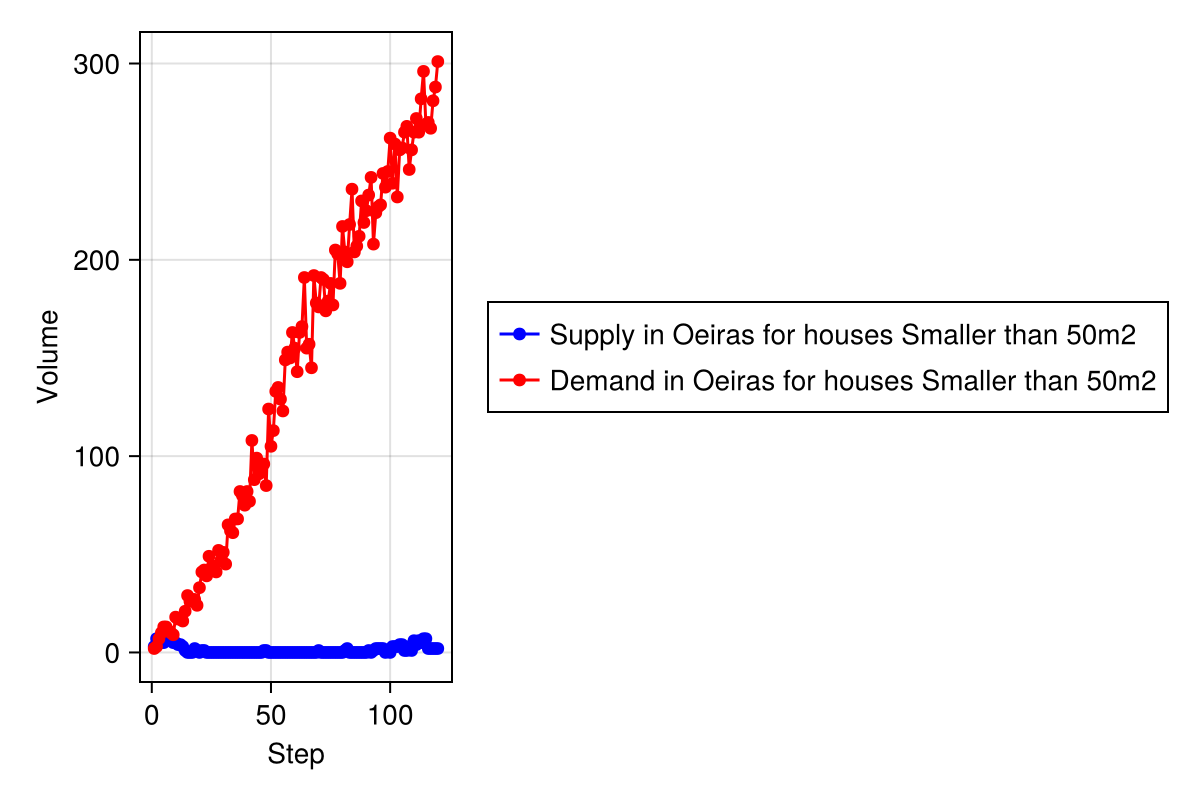 300
200
100
0
Volume
0 50 100
Step
Supply in Oeiras for houses Smaller than 50m2
Demand in Oeiras for houses Smaller than 50m2